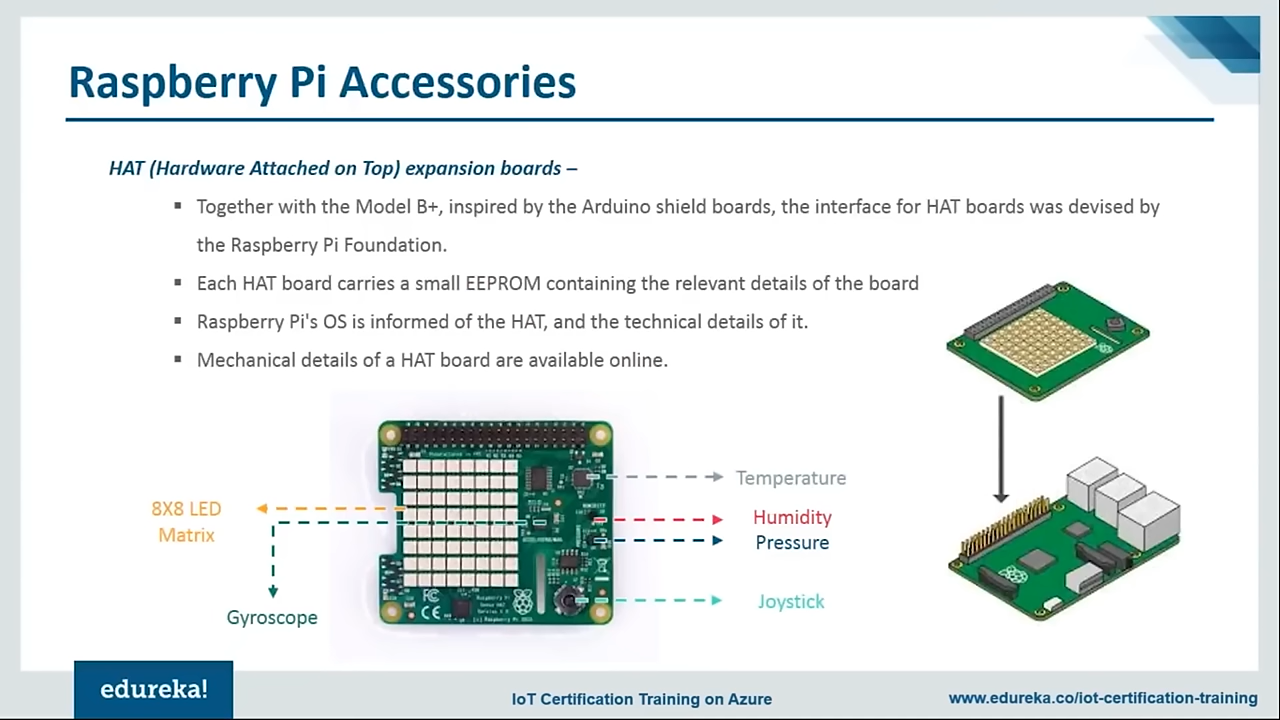 Raspberry Pi Accessories
HAT (Hardware Attached on Top) expansion boards –
▪ Together with the Model B+, inspired by the Arduino shield boards, the interface for HAT boards was devised by
the Raspberry Pi Foundation.
▪ Each HAT board carries a small EEPROM containing the relevant details of the board
▪ Raspberry Pi's OS is informed of the HAT, and the technical details of it.
▪ Mechanical details of a HAT board are available online.
Temperature
8X8 LED
Matrix
Humidity
Pressure
Joystick
Gyroscope
Raspberry Pi
FC
CE
edureka!
IoT Certification Training on Azure
www.edureka.co/iot-certification-training